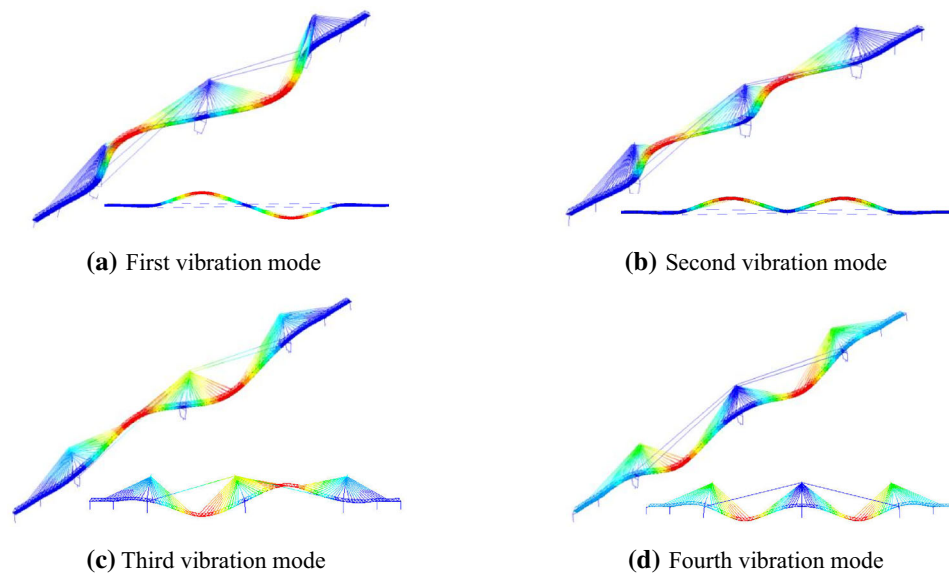 (a) First vibration mode
(b) Second vibration mode
(c) Third vibration mode
(d) Fourth vibration mode